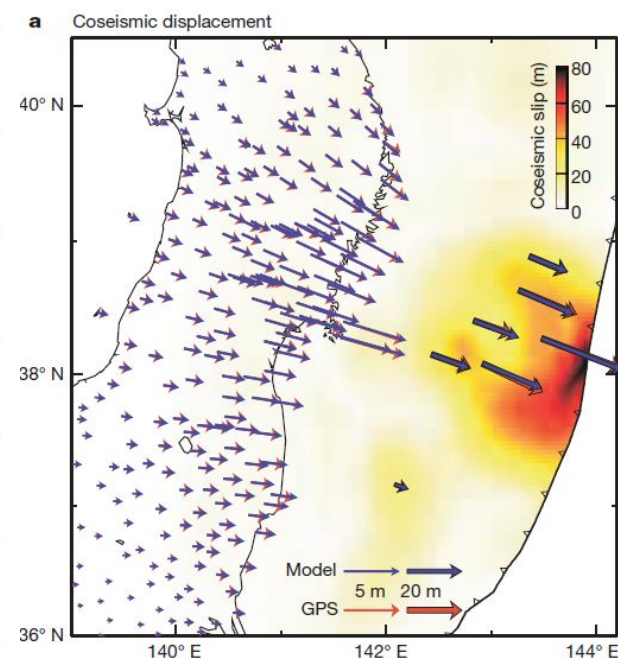 a Coseismic displacement
40° N
38° N
36° N
80
60
40
20
0
Coseismic slip (m)
Model
5 m 20 m
GPS
140° E
142° E
144° E